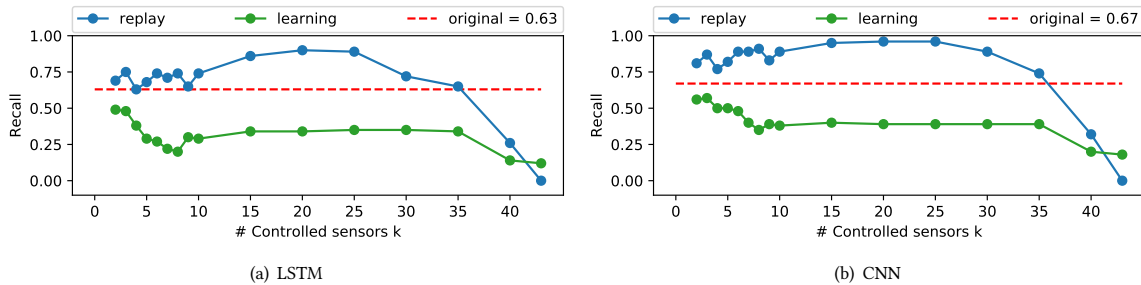 replay learning original = 0.63
1.00
0.75
0.50
0.25
0.00
Recall
0 5 10 15 20 25 30 35 40
# Controlled sensors k
(a) LSTM
replay learning original = 0.67
1.00
0.75
0.50
0.25
0.00
Recall
0 5 10 15 20 25 30 35 40
# Controlled sensors k
(b) CNN